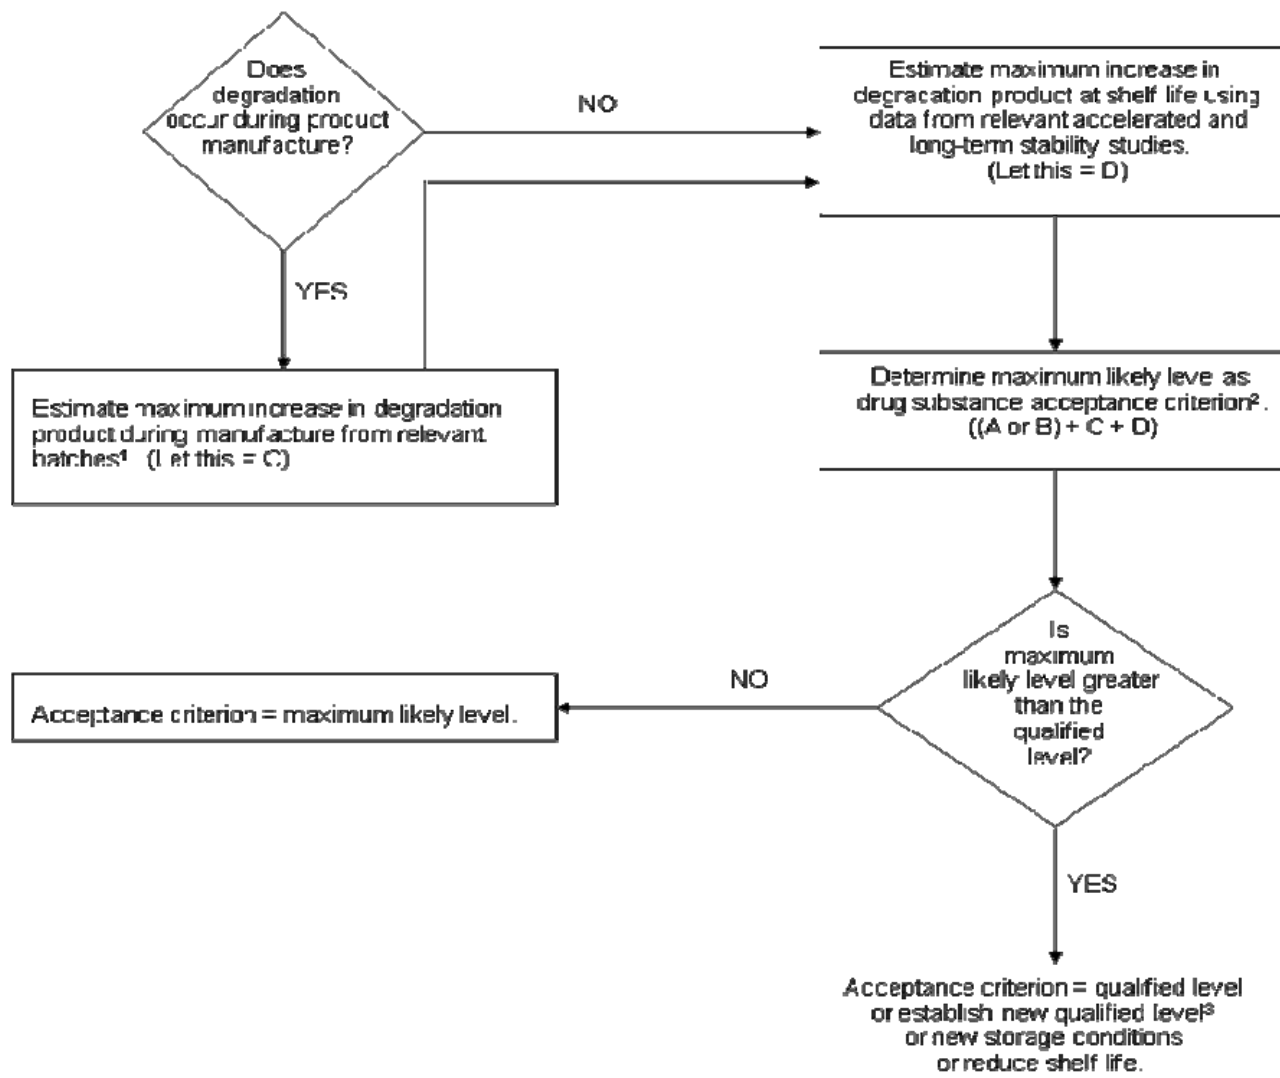 Does
degradation
occur during product
manufacture?
NO
Estimate maximum increase in
degradation product at shelf life using
data from relevant accelerated and
long-term stability studies.
(Let this = D)
YES
Estimate maximum increase in degradation
product during manufacture from relevant
batches¹. (Let this = C)
Determine maximum likely level as
drug substance acceptance criterion².
((A or B) + C + D)
Is
maximum
likely level greater
than the
qualified
level?
NO
Acceptance criterion = maximum likely level.
YES
Acceptance criterion = qualified level
or establish new qualified level³
or new storage conditions
or reduce shelf life.